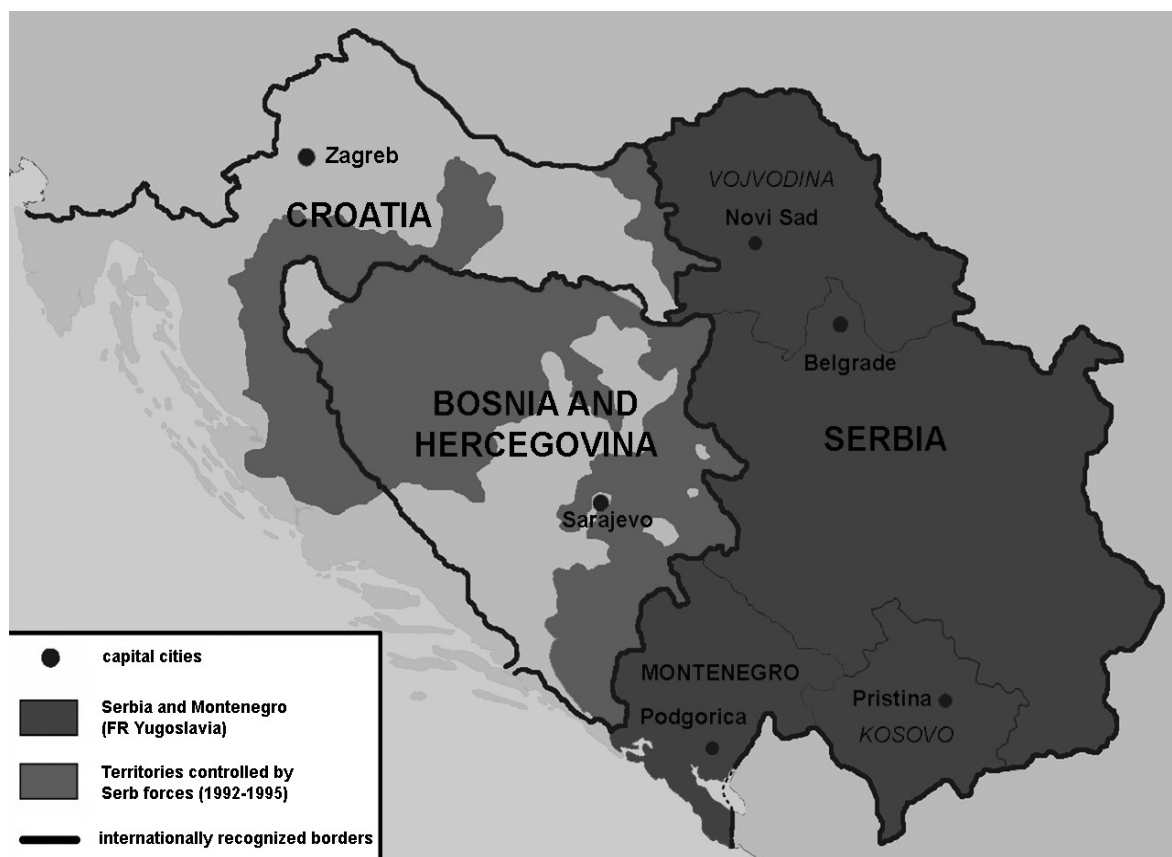 VOJVODINA
Zagreb
Novi Sad
CROATIA
Belgrade
BOSNIA AND
HERCEGOVINA
SERBIA
Sarajevo
MONTENEGRO
Pristina
Podgorica
KOSOVO
capital cities
Serbia and Montenegro
(FR Yugoslavia)
Territories controlled by
Serb forces (1992-1995)
internationally recognized borders